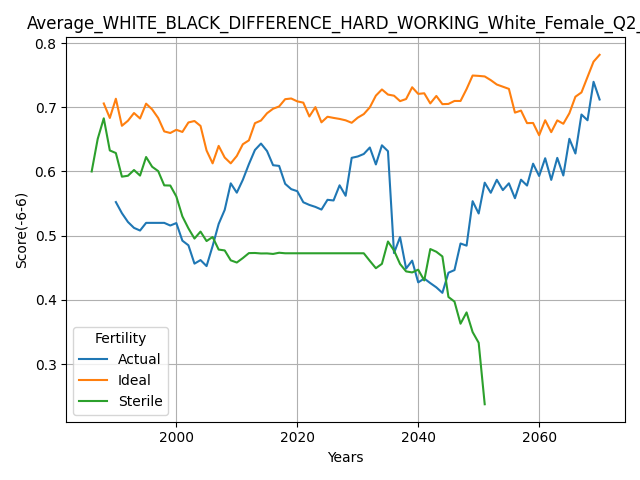 Average_WHITE_BLACK_DIFFERENCE_HARD_WORKING_White_Female_Q2_
0.8
0.7
0.6
0.5
0.4
0.3
Score(-6-6)
Fertility
Actual
Ideal
Sterile
2000 2020 2040 2060
Years